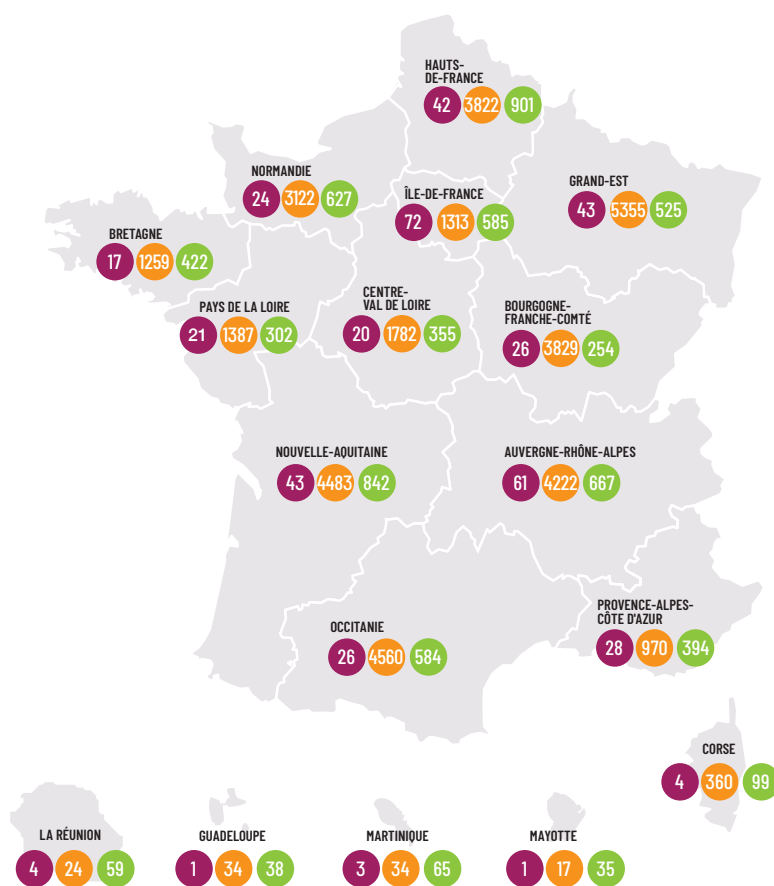 HAUTS-
DE-FRANCE
42 3822 901
NORMANDIE
24 3122 627
ÎLE-DE-FRANCE
72 1313 585
GRAND-EST
43 5355 525
BRETAGNE
17 1259 422
PAYS DE LA LOIRE
21 1387 302
CENTRE-
VAL DE LOIRE
20 1782 355
BOURGOGNE-
FRANCHE-COMTÉ
26 3829 254
NOUVELLE-AQUITAINE
43 4483 842
AUVERGNE-RHÔNE-ALPES
61 4222 667
OCCITANIE
26 4560 584
PROVENCE-ALPES-
CÔTE D'AZUR
28 970 394
CORSE
4 360 99
LA RÉUNION
4 24 59
GUADELOUPE
1 34 38
MARTINIQUE
3 34 65
MAYOTTE
1 17 35